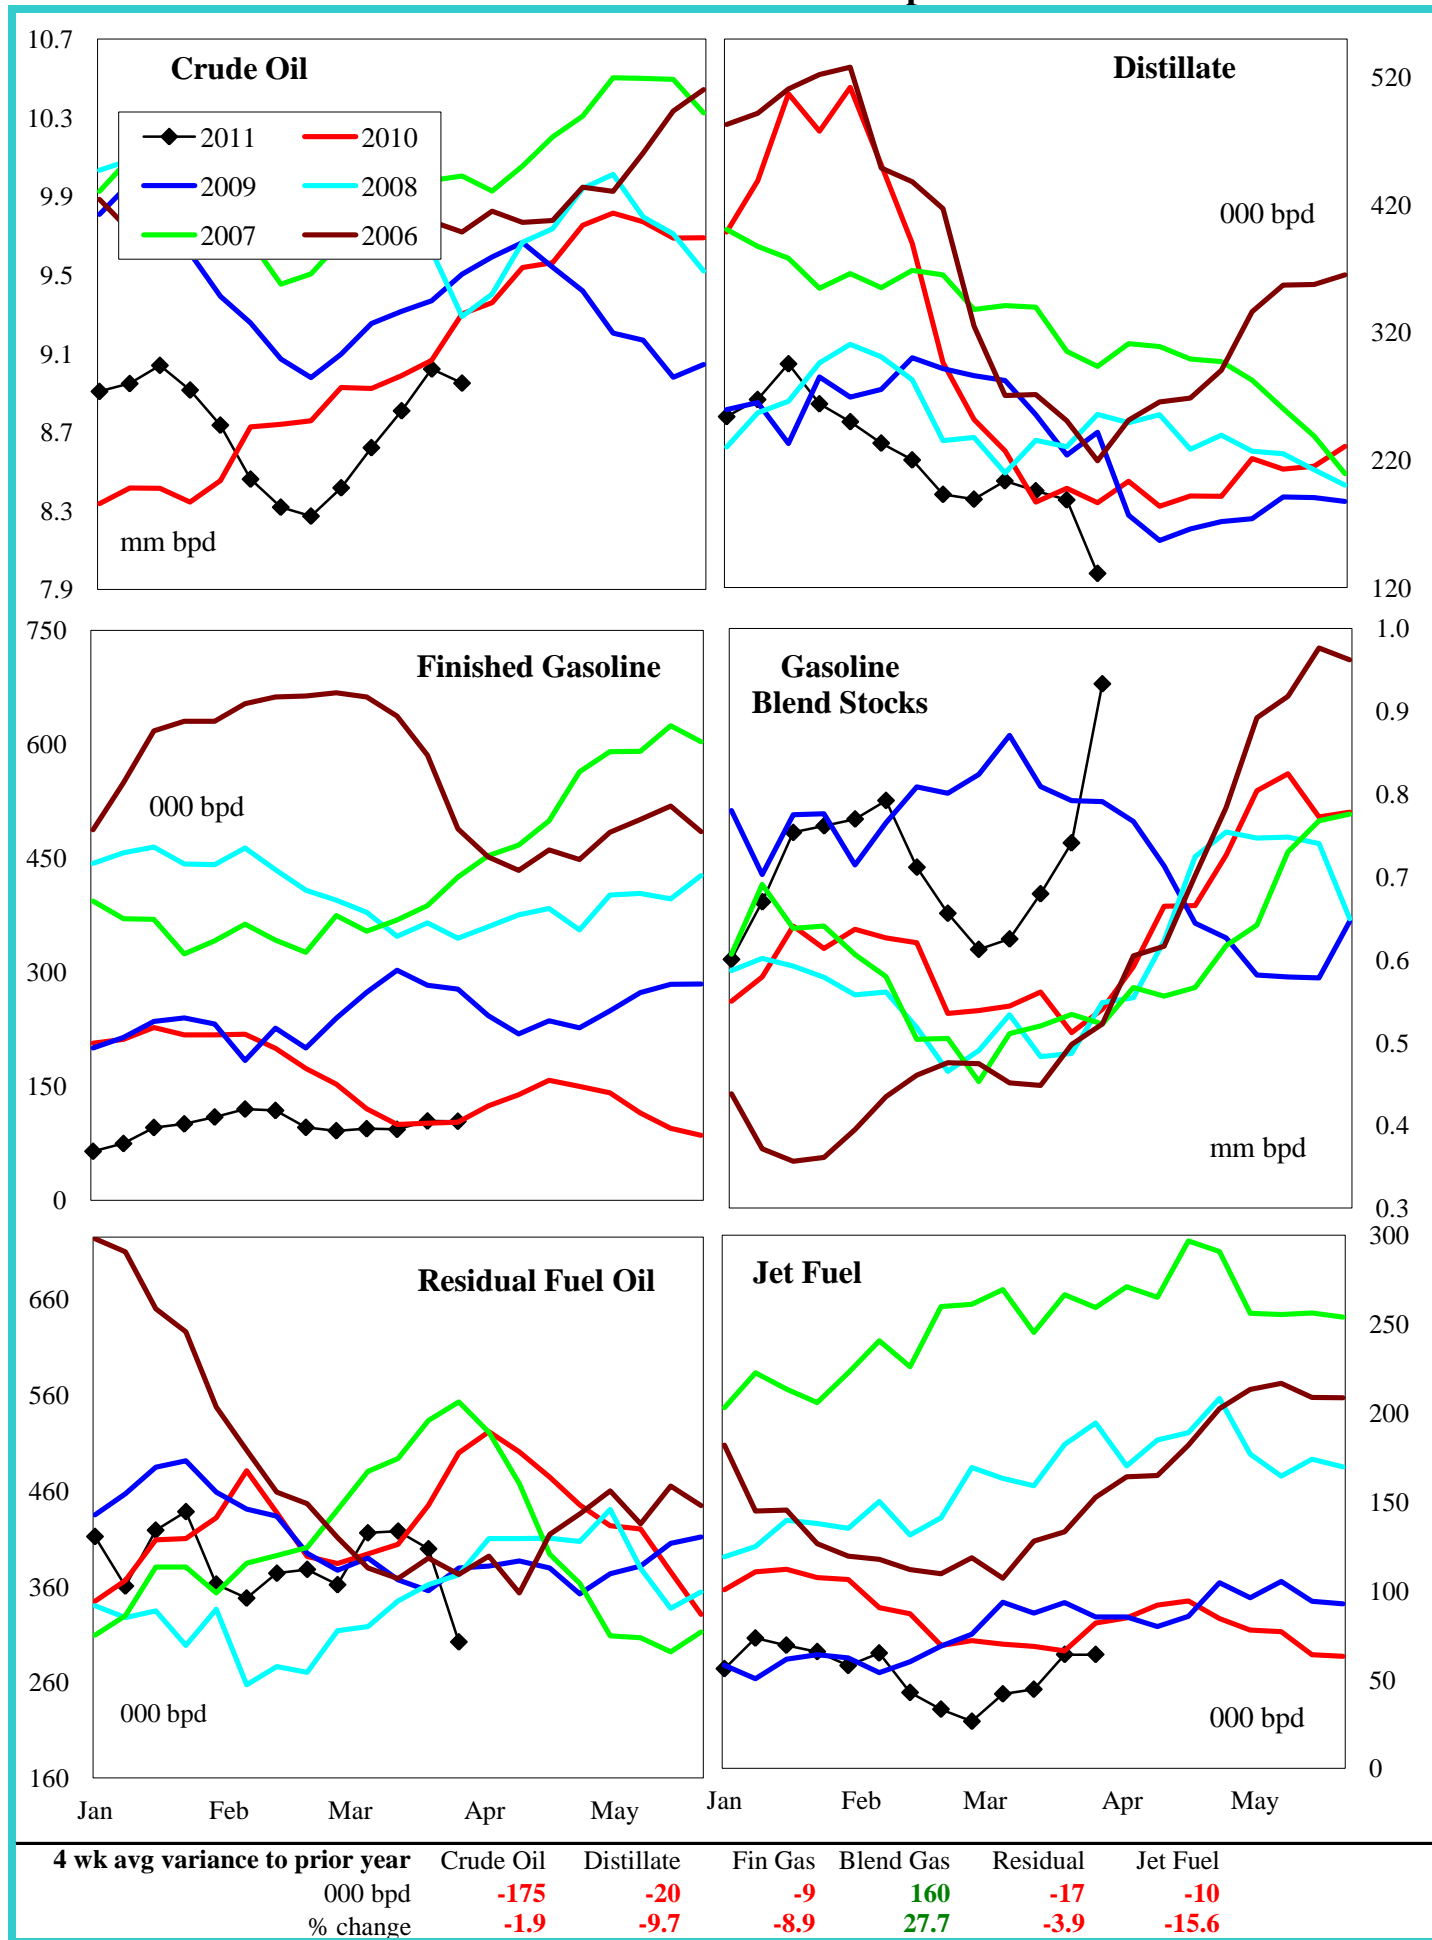 Crude Oil
10.7
10.3
9.9
9.5
9.1
8.7
8.3
7.9
2011 2010
2009 2008
2007 2006
mm bpd
Distillate
000 bpd
520
420
320
220
120
Finished Gasoline
750
600
450
300
150
0
000 bpd
Gasoline
Blend Stocks
1.0
0.9
0.8
0.7
0.6
0.5
0.4
0.3
mm bpd
Residual Fuel Oil
660
560
460
360
260
160
000 bpd
Jan Feb Mar Apr May
Jet Fuel
300
250
200
150
100
50
0
000 bpd
Jan Feb Mar Apr May
4 wk avg variance to prior year Crude Oil Distillate Fin Gas Blend Gas Residual Jet Fuel
000 bpd -175 -20 -9 160 -17 -10
% change -1.9 -9.7 -8.9 27.7 -3.9 -15.6